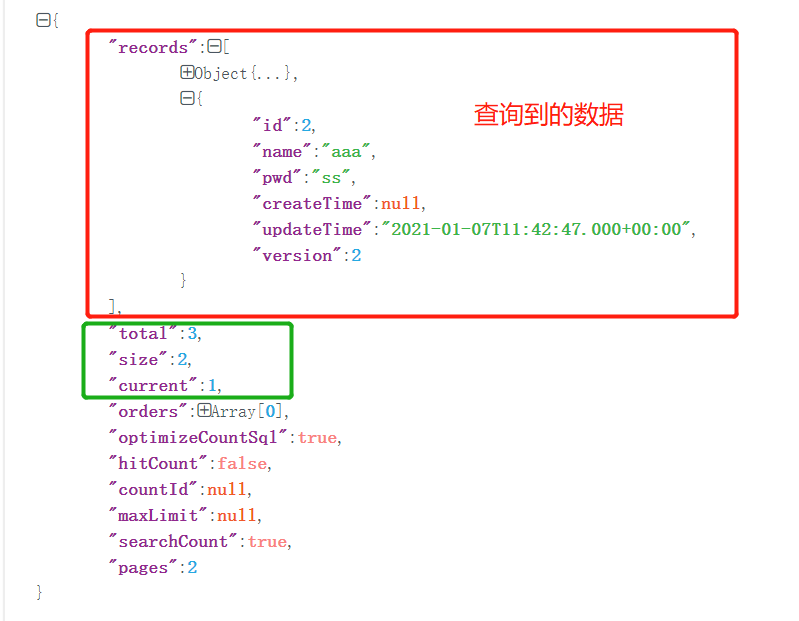 {
"records":[
Object{...},
{
"id":2,
查询到的数据
"name":"aaa",
"pwd":"ss",
"createTime":null,
"updateTime":"2021-01-07T11:42:47.000+00:00",
"version":2
}
],
"total":3,
"size":2,
"current":1,
"orders":Array[0],
"optimizeCountSql":true,
"hitCount":false,
"countId":null,
"maxLimit":null,
"searchCount":true,
"pages":2
}